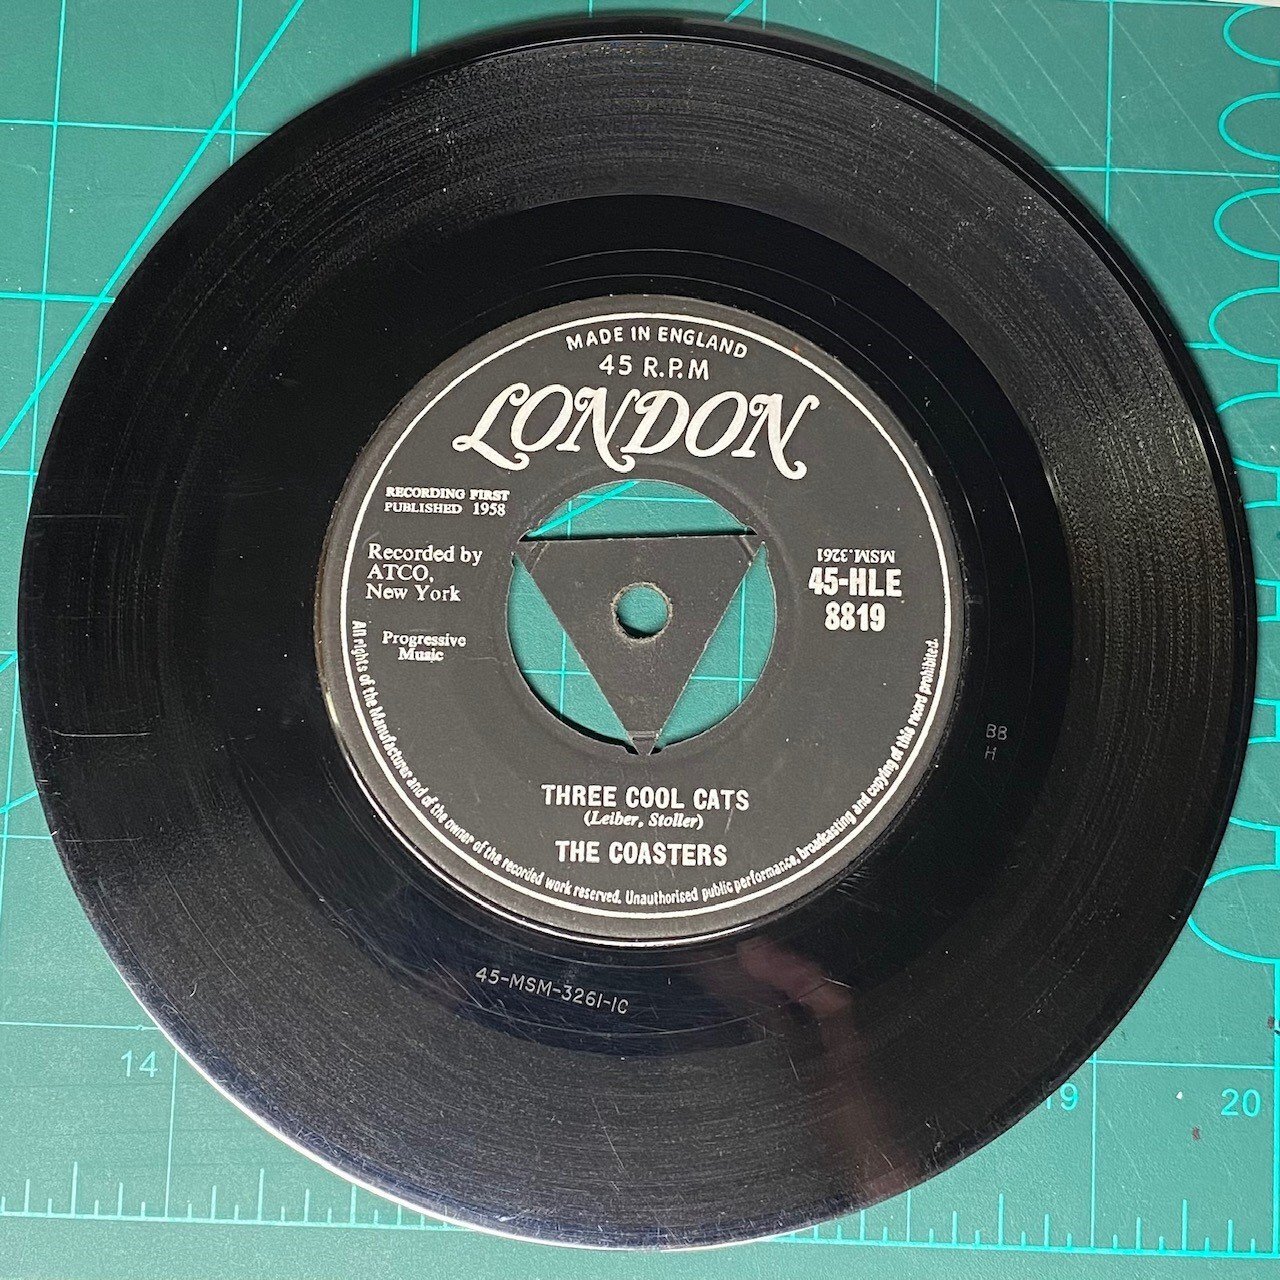 MADE IN ENGLAND
45 R.P.M
LONDON
RECORDING FIRST
PUBLISHED 1958
Recorded by
ATCO,
New York
Progressive
Music
MSM.3261
45-HLE
8819
THREE COOL CATS
(Leiber, Stoller)
THE COASTERS
All rights of the Manufacturer and of the owner of the recorded work reserved. Unauthorised public performance, broadcasting and copying of this record prohibited.
BB
H
45-MSM-3261-1C
14
19
20